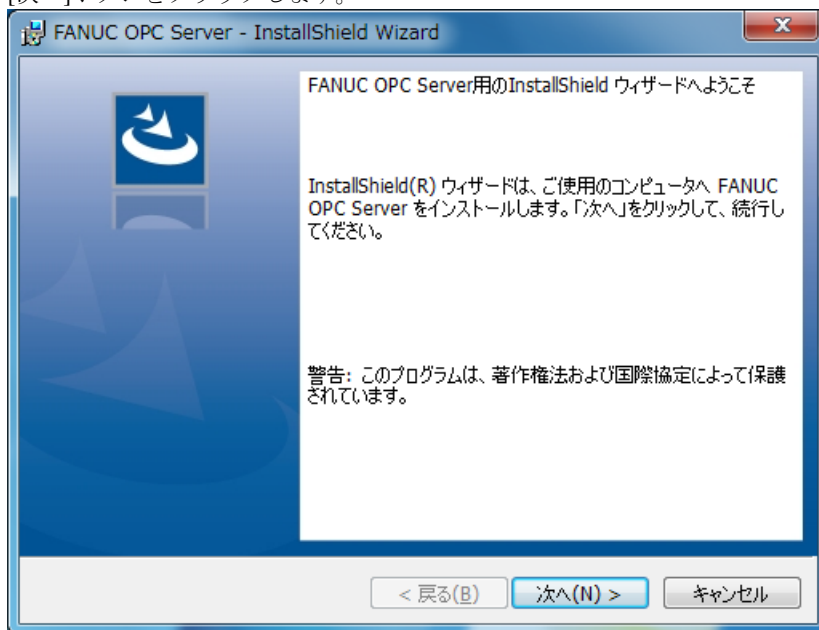 FANUC OPC Server - InstallShield Wizard
FANUC OPC Server用のInstallShield ウィザードへようこそ
InstallShield(R) ウィザードは、ご使用のコンピュータへ FANUC
OPC Server をインストールします。「次へ」をクリックして、続行し
てください。
警告: このプログラムは、著作権法および国際協定によって保護
されています。
< 戻る(B) 次へ(N) > キャンセル